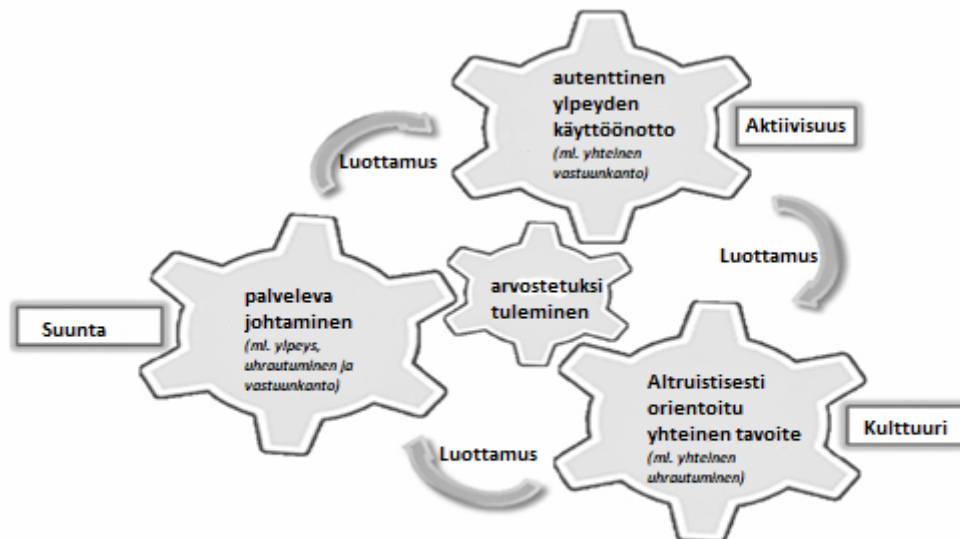 autenttinen
ylpeyden
käyttöönotto
(ml. yhteinen
vastuunkanto)
Aktiivisuus
Luottamus
Luottamus
arvostetuksi
tuleminen
palveleva
johtaminen
(ml. ylpeys,
uhrautuminen ja
vastuunkanto)
Suunta
Altruistisesti
orientoitu
yhteinen tavoite
(ml. yhteinen
uhrautuminen)
Kulttuuri
Luottamus